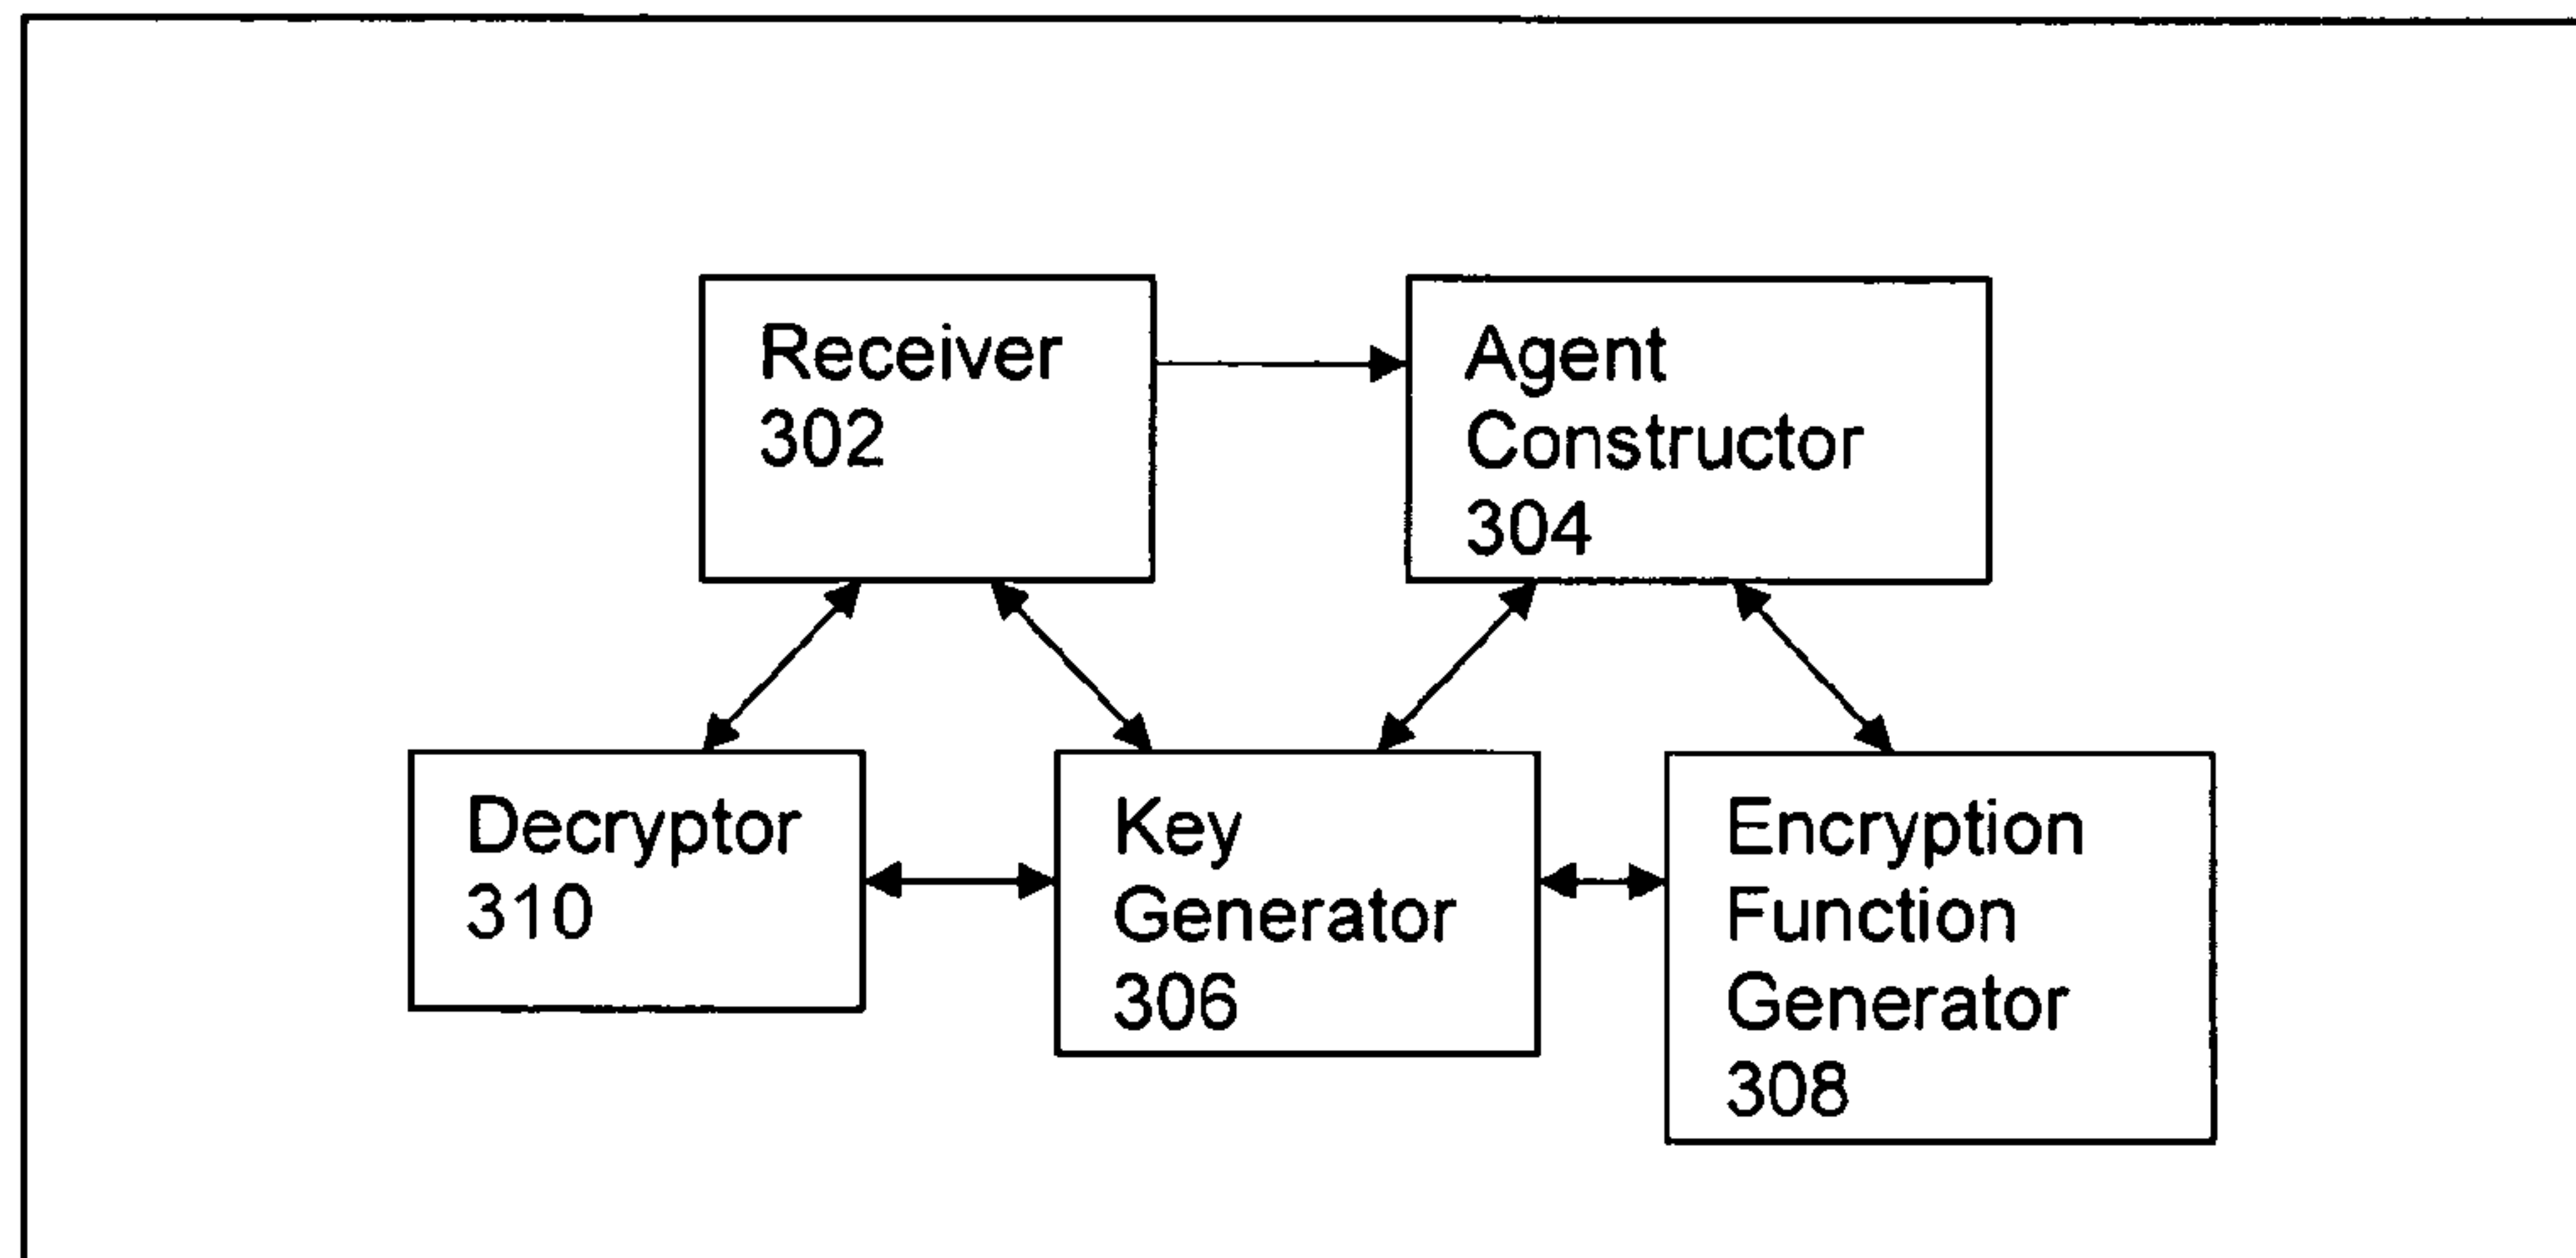 Receiver
302
Agent
Constructor
304
Decryptor
310
Key
Generator
306
Encryption
Function
Generator
308